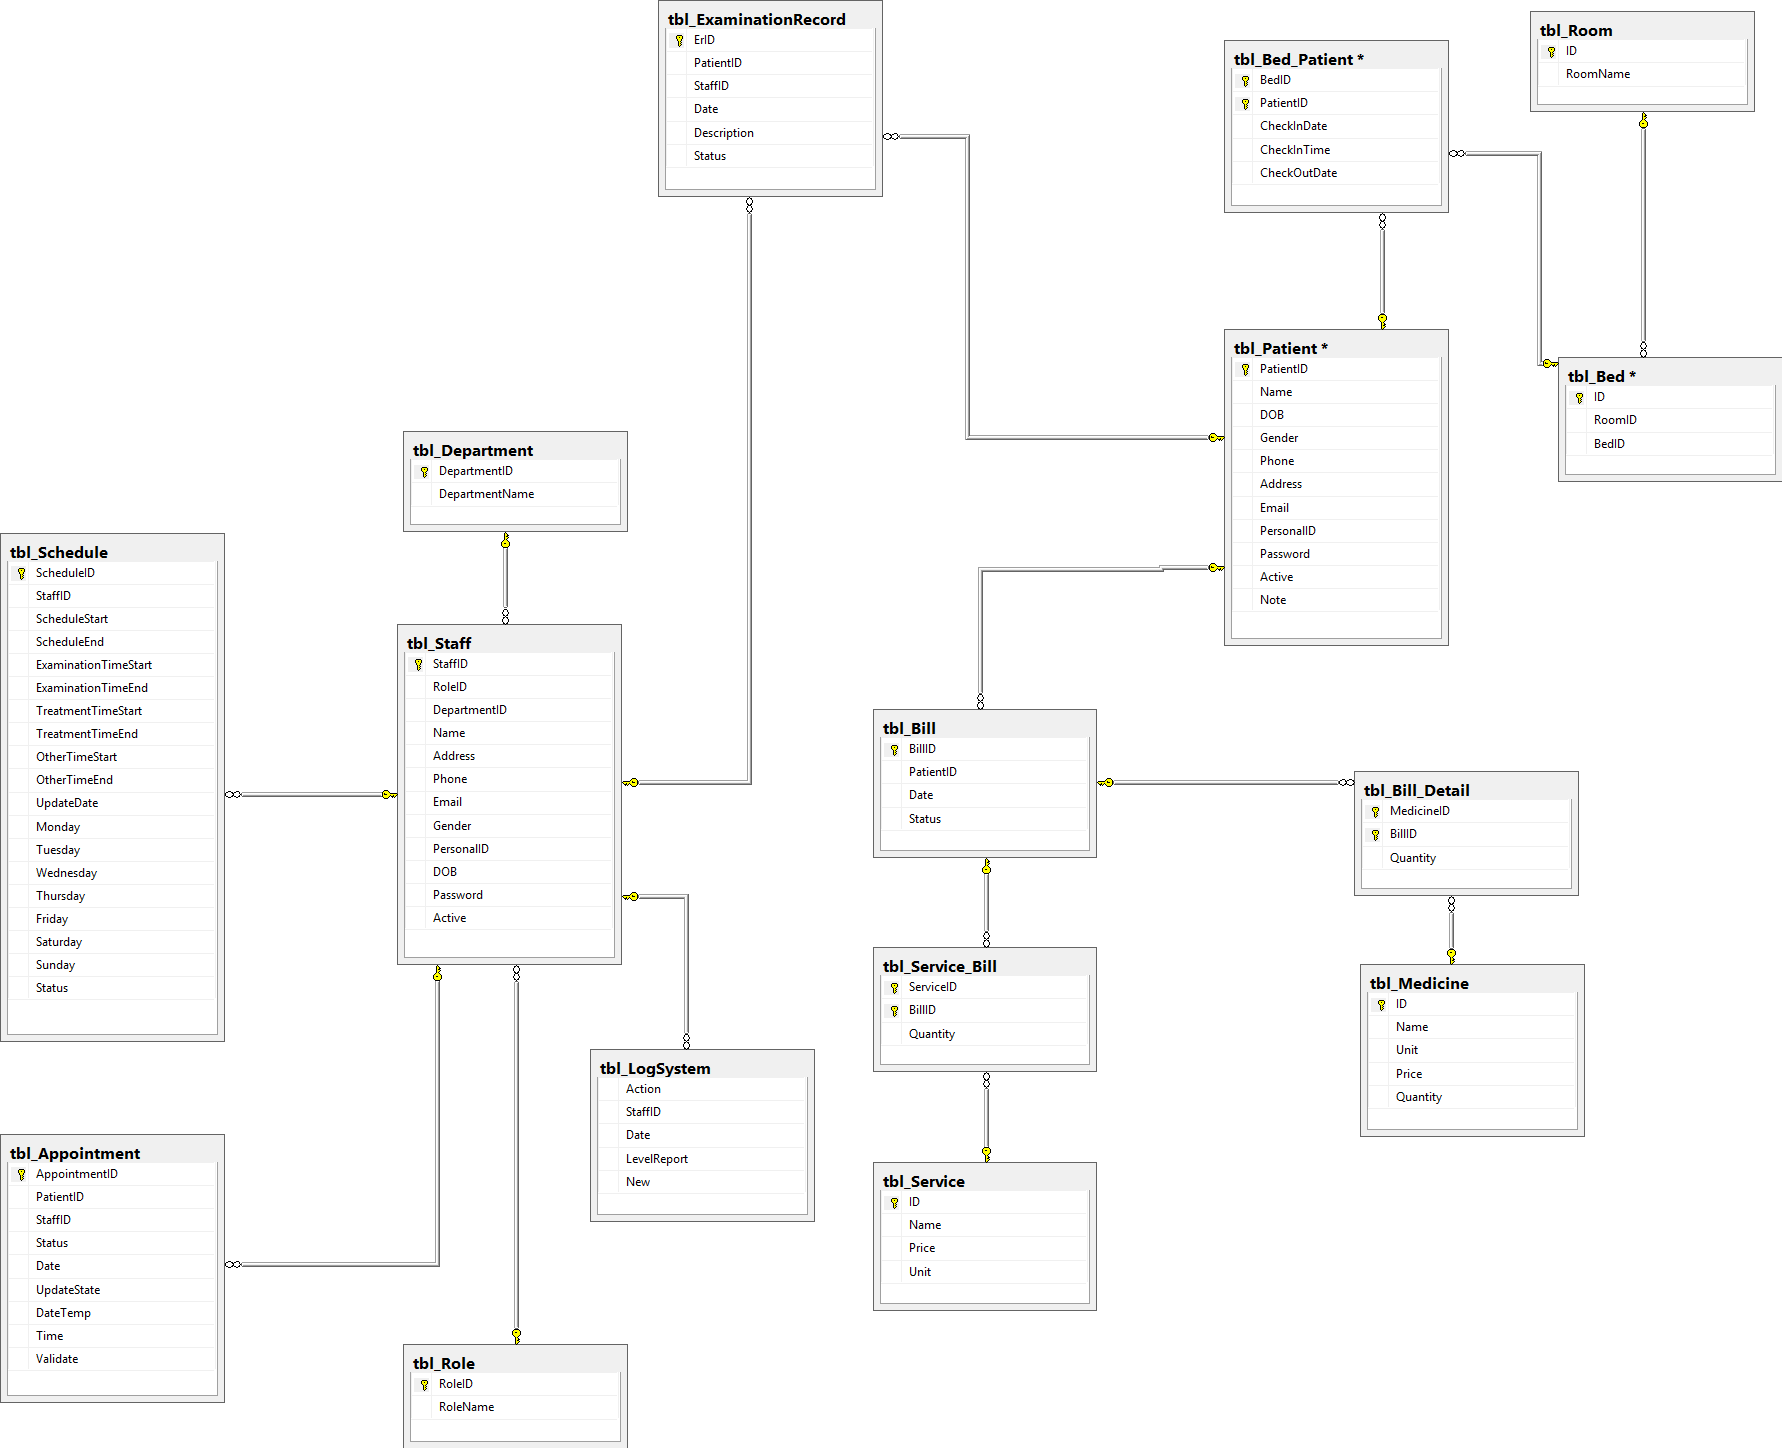 tbl_ExaminationRecord
ErID
PatientID
StaffID
Date
Description
Status
tbl_Bed_Patient *
BedID
PatientID
CheckInDate
CheckInTime
CheckOutDate
tbl_Room
ID
RoomName
tbl_Patient *
PatientID
Name
DOB
Gender
Phone
Address
Email
PersonalID
Password
Active
Note
tbl_Bed *
ID
RoomID
BedID
tbl_Department
DepartmentID
DepartmentName
tbl_Schedule
ScheduleID
StaffID
ScheduleStart
ScheduleEnd
ExaminationTimeStart
ExaminationTimeEnd
TreatmentTimeStart
TreatmentTimeEnd
OtherTimeStart
OtherTimeEnd
UpdateDate
Monday
Tuesday
Wednesday
Thursday
Friday
Saturday
Sunday
Status
tbl_Staff
StaffID
RoleID
DepartmentID
Name
Address
Phone
Email
Gender
PersonalID
DOB
Password
Active
tbl_Bill
BillID
PatientID
Date
Status
tbl_Bill_Detail
MedicineID
BillID
Quantity
tbl_Service_Bill
ServiceID
BillID
Quantity
tbl_Medicine
ID
Name
Unit
Price
Quantity
tbl_LogSystem
Action
StaffID
Date
LevelReport
New
tbl_Appointment
AppointmentID
PatientID
StaffID
Status
Date
UpdateState
DateTemp
Time
Validate
tbl_Service
ID
Name
Price
Unit
tbl_Role
RoleID
RoleName